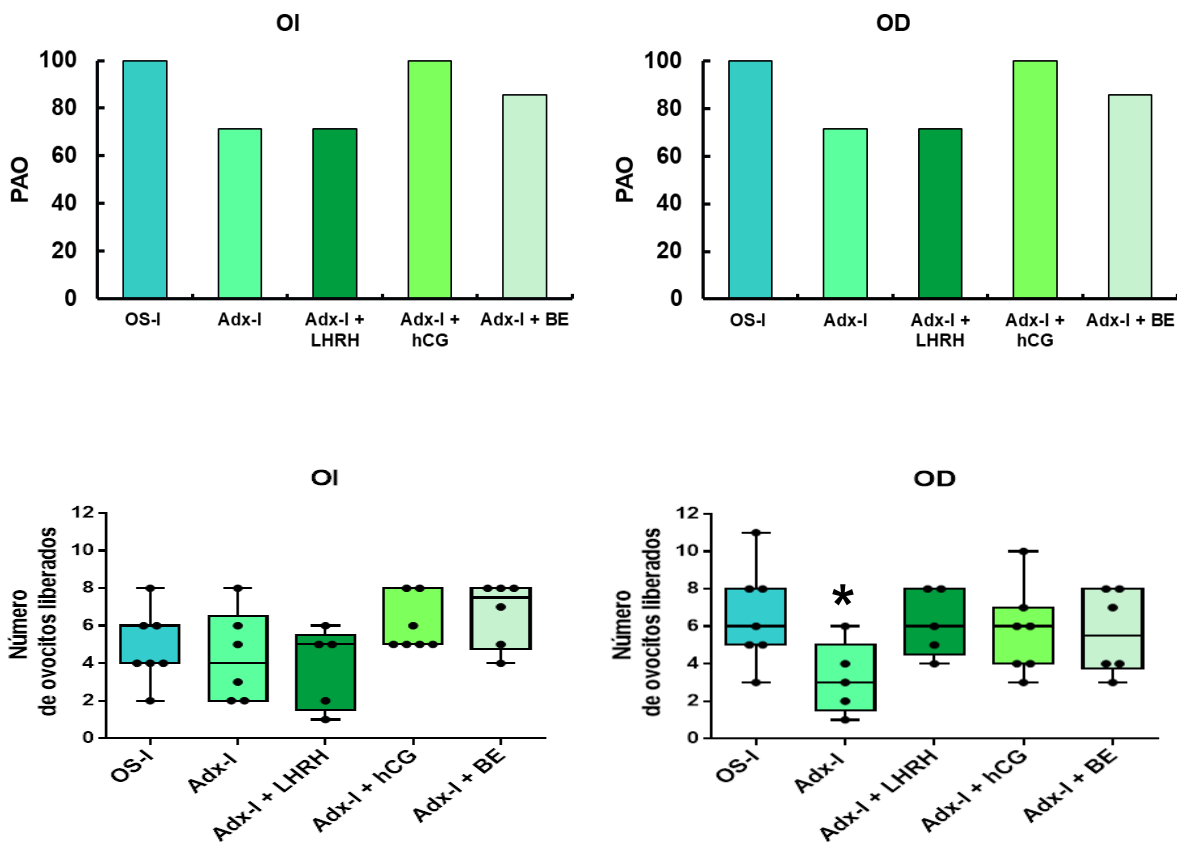 OI
PAO
100
80
60
40
20
0
OS-I
Adx-I
Adx-I +
LHRH
Adx-I +
hCG
Adx-I + BE
OD
PAO
100
80
60
40
20
0
OS-I
Adx-I
Adx-I +
LHRH
Adx-I +
hCG
Adx-I + BE
OI
Número
de ovocitos liberados
12
10
8
6
4
2
0
OS-I
Adx-I
Adx-I + LHRH
Adx-I + hCG
Adx-I + BE
OD
Número
de ovocitos liberados
12
10
8
6
4
2
0
*
OS-I
Adx-I
Adx-I + LHRH
Adx-I + hCG
Adx-I + BE